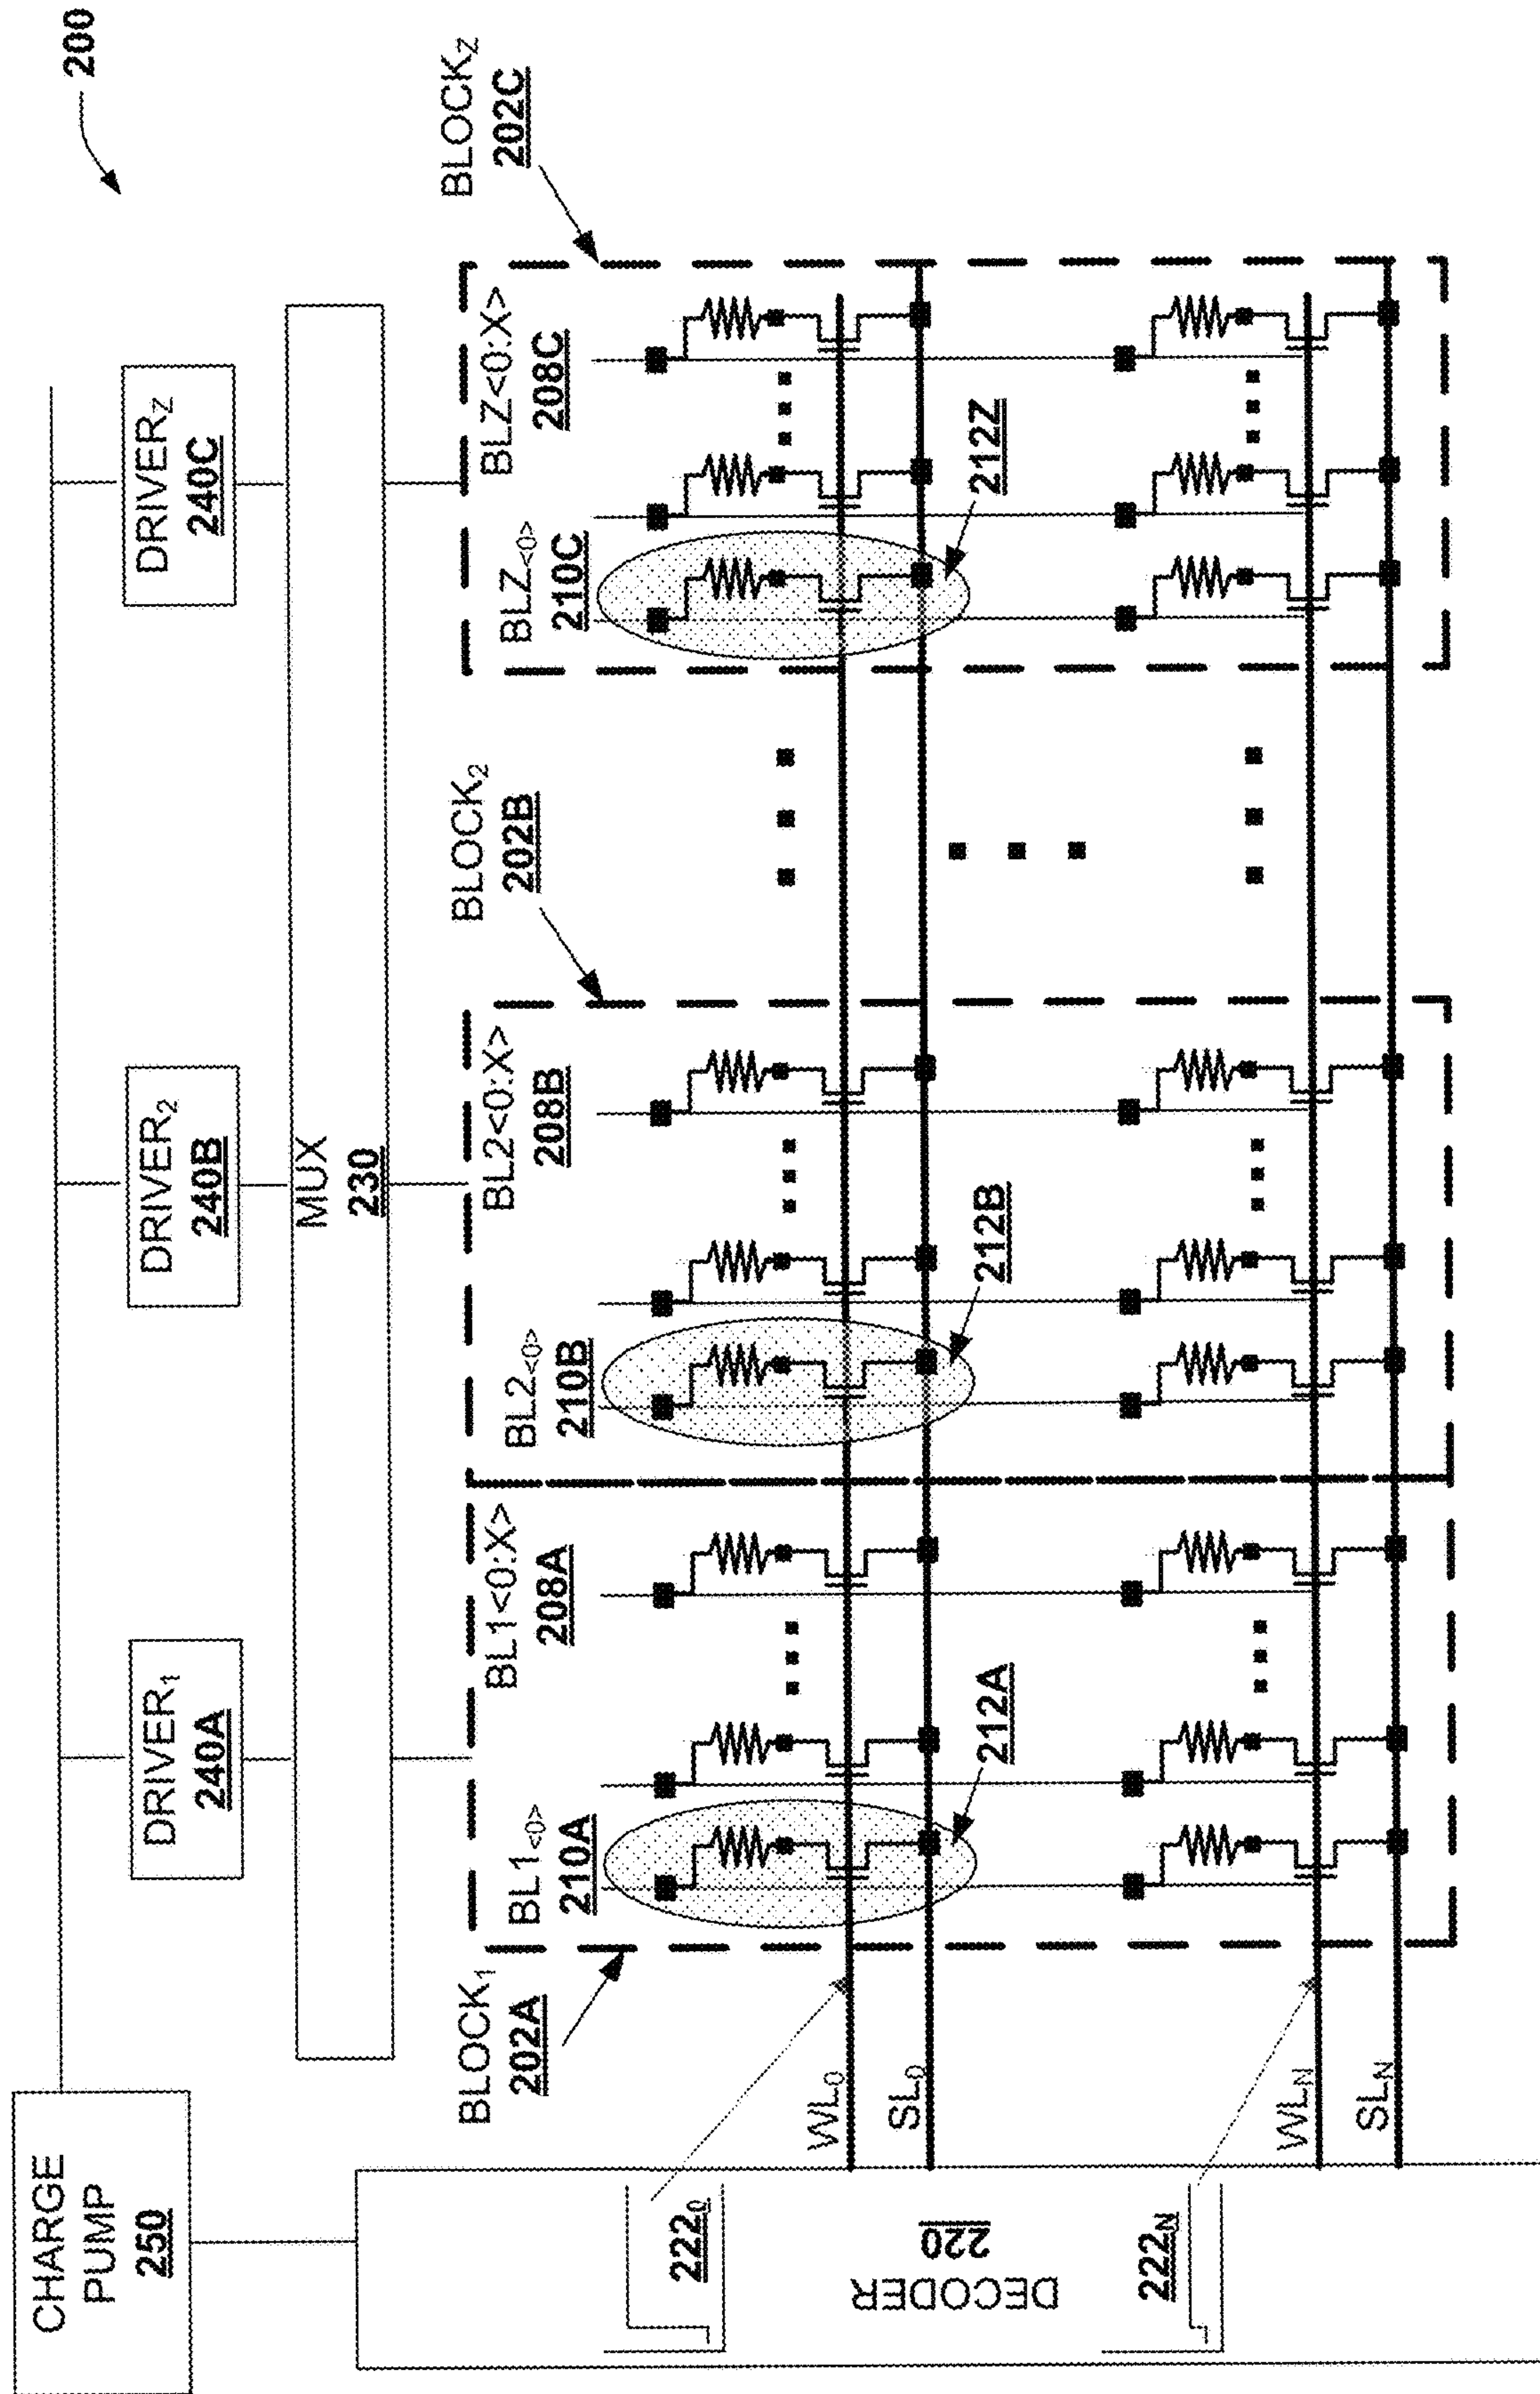 200
CHARGE
PUMP
250
DRIVER1
240A
DRIVER2
240B
DRIVERZ
240C
MUX
230
BLOCK1
202A
BLOCK2
202B
BLOCKZ
202C
BL1<0:X>
208A
BL2<0:X>
208B
BLZ<0:X>
208C
BL1<0>
210A
BL2<0>
210B
BLZ<0>
210C
212A
212B
212Z
WL0
SL0
WLN
SLN
2220
DECODER
220
222N